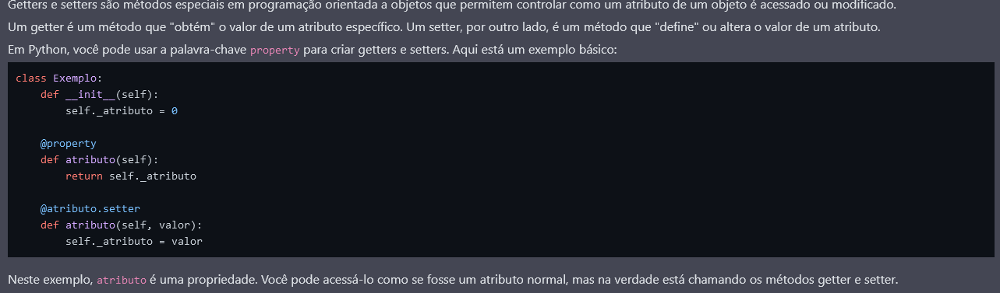 Getters e setters são métodos especiais em programação orientada a objetos que permitem controlar como um atributo de um objeto é acessado ou modificado.
Um getter é um método que "obtém" o valor de um atributo específico. Um setter, por outro lado, é um método que "define" ou altera o valor de um atributo.
Em Python, você pode usar a palavra-chave property para criar getters e setters. Aqui está um exemplo básico:
class Exemplo:
    def __init__(self):
        self._atributo = 0
    @property
    def atributo(self):
        return self._atributo
    @atributo.setter
    def atributo(self, valor):
        self._atributo = valor
Neste exemplo, atributo é uma propriedade. Você pode acessá-lo como se fosse um atributo normal, mas na verdade está chamando os métodos getter e setter.